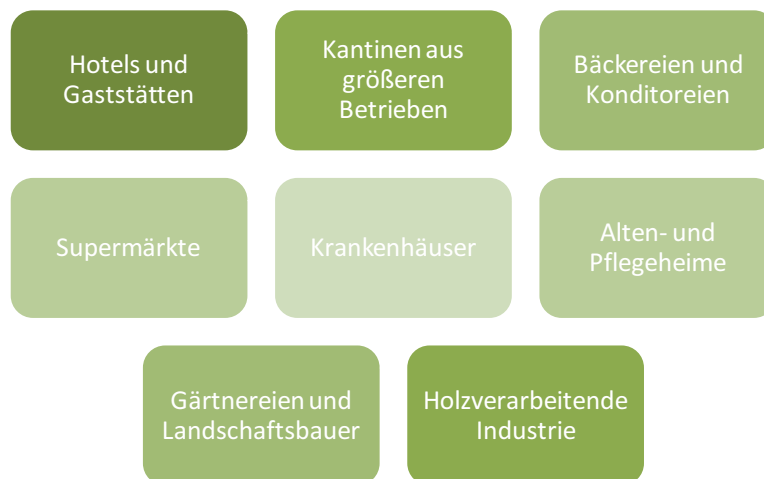 Hotels und
Gaststätten
Kantinen aus
größeren
Betrieben
Bäckereien und
Konditoreien
Supermärkte
Krankenhäuser
Alten- und
Pflegeheime
Gärtnereien und
Landschaftsbauer
Holzverarbeitende
Industrie